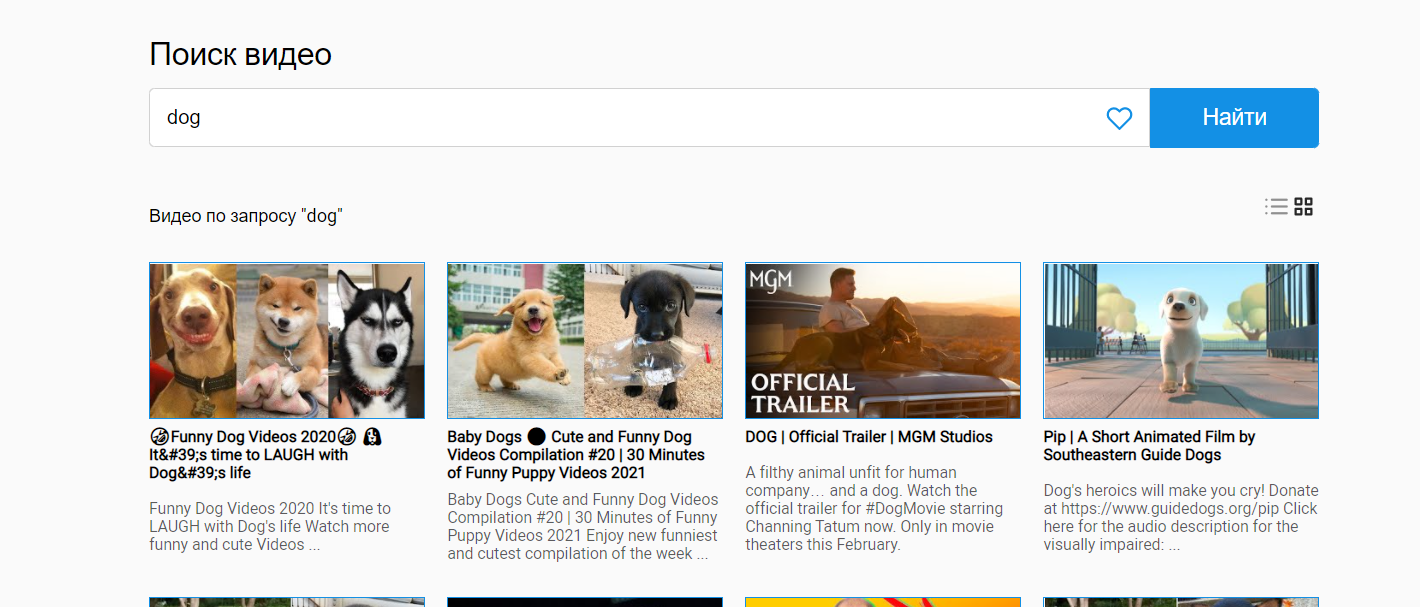 Поиск видео
dog
Найти
Видео по запросу "dog"
MGM
OFFICIAL
TRAILER
🤣Funny Dog Videos 2020🤣 🐶
It&#39;s time to LAUGH with
Dog&#39;s life
Funny Dog Videos 2020 It's time to
LAUGH with Dog's life Watch more
funny and cute Videos ...
Baby Dogs ⚫ Cute and Funny Dog
Videos Compilation #20 | 30 Minutes
of Funny Puppy Videos 2021
Baby Dogs Cute and Funny Dog Videos
Compilation #20 | 30 Minutes of Funny
Puppy Videos 2021 Enjoy new funniest
and cutest compilation of the week ...
DOG | Official Trailer | MGM Studios
A filthy animal unfit for human
company… and a dog. Watch the
official trailer for #DogMovie starring
Channing Tatum now. Only in movie
theaters this February.
Pip | A Short Animated Film by
Southeastern Guide Dogs
Dog's heroics will make you cry! Donate
at https://www.guidedogs.org/pip Click
here for the audio description for the
visually impaired: ...